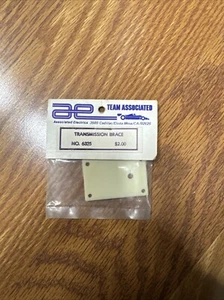 ae TEAM ASSOCIATED
Associated Electrics
TRANSMISSION BRACE
NO. 6325 $2.00